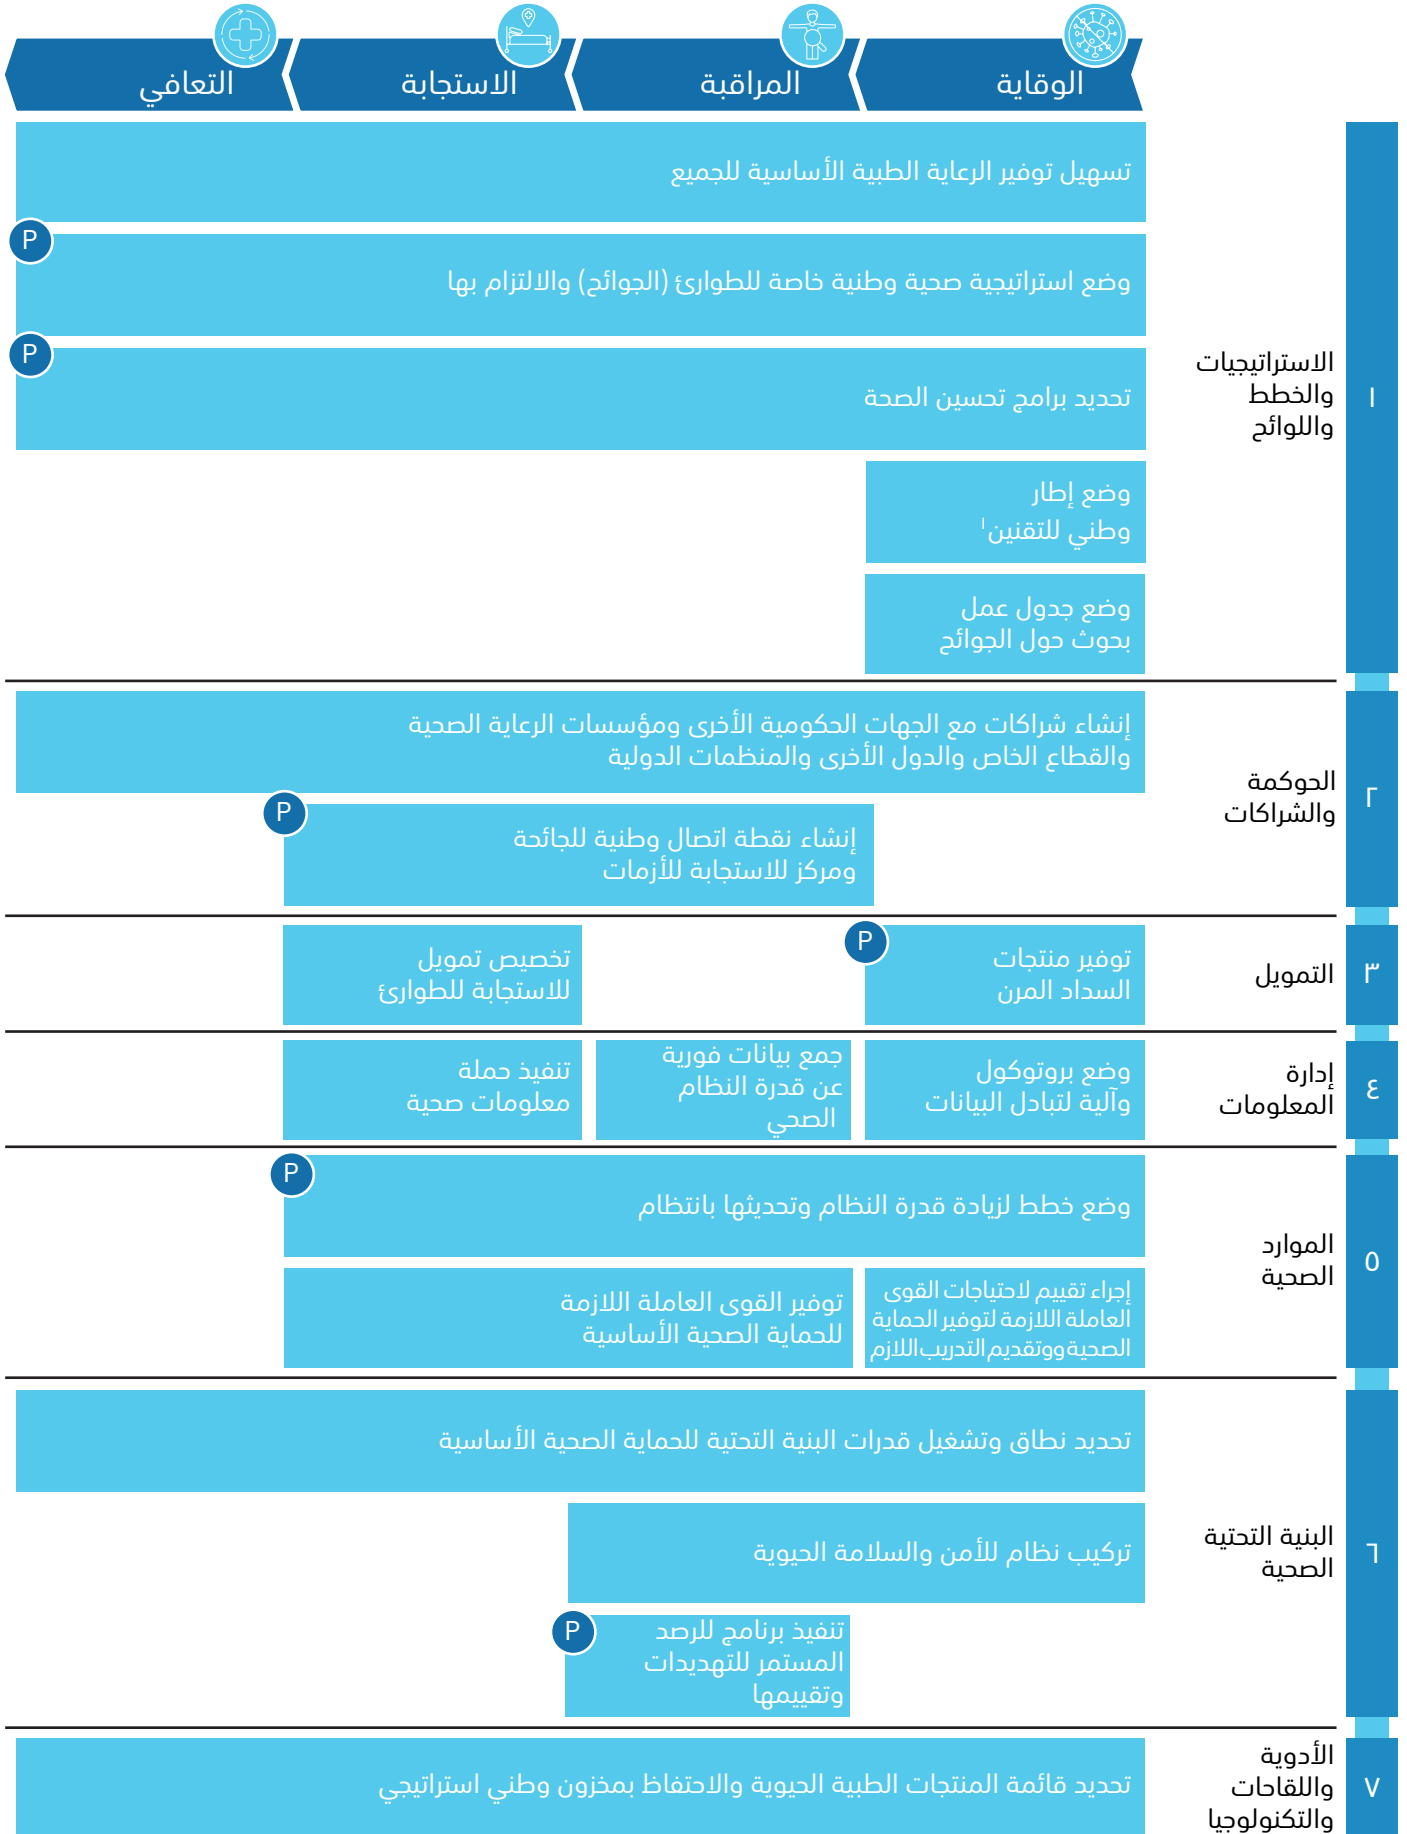 الوقاية
المراقبة
الاستجابة
التعافي
١
الاستراتيجيات
والخطط
واللوائح
تسهيل توفير الرعاية الطبية الأساسية للجميع
P
وضع استراتيجية صحية وطنية خاصة للطوارئ (الجوائح) والالتزام بها
P
تحديد برامج تحسين الصحة
وضع إطار
وطني للتقنين١
وضع جدول عمل
بحوث حول الجوائح
٢
الحوكمة
والشراكات
إنشاء شراكات مع الجهات الحكومية الأخرى ومؤسسات الرعاية الصحية
والقطاع الخاص والدول الأخرى والمنظمات الدولية
P
إنشاء نقطة اتصال وطنية للجائحة
ومركز للاستجابة للأزمات
٣
التمويل
P
توفير منتجات
السداد المرن
تخصيص تمويل
للاستجابة للطوارئ
٤
إدارة
المعلومات
وضع بروتوكول
وآلية لتبادل البيانات
جمع بيانات فورية
عن قدرة النظام
الصحي
تنفيذ حملة
معلومات صحية
٥
الموارد
الصحية
P
وضع خطط لزيادة قدرة النظام وتحديثها بانتظام
إجراء تقييم لاحتياجات القوى
العاملة اللازمة لتوفير الحماية
الصحية ووتقديم التدريب اللازم
توفير القوى العاملة اللازمة
للحماية الصحية الأساسية
٦
البنية التحتية
الصحية
تحديد نطاق وتشغيل قدرات البنية التحتية للحماية الصحية الأساسية
تركيب نظام للأمن والسلامة الحيوية
P
تنفيذ برنامج للرصد
المستمر للتهديدات
وتقييمها
٧
الأدوية
واللقاحات
والتكنولوجيا
تحديد قائمة المنتجات الطبية الحيوية والاحتفاظ بمخزون وطني استراتيجي